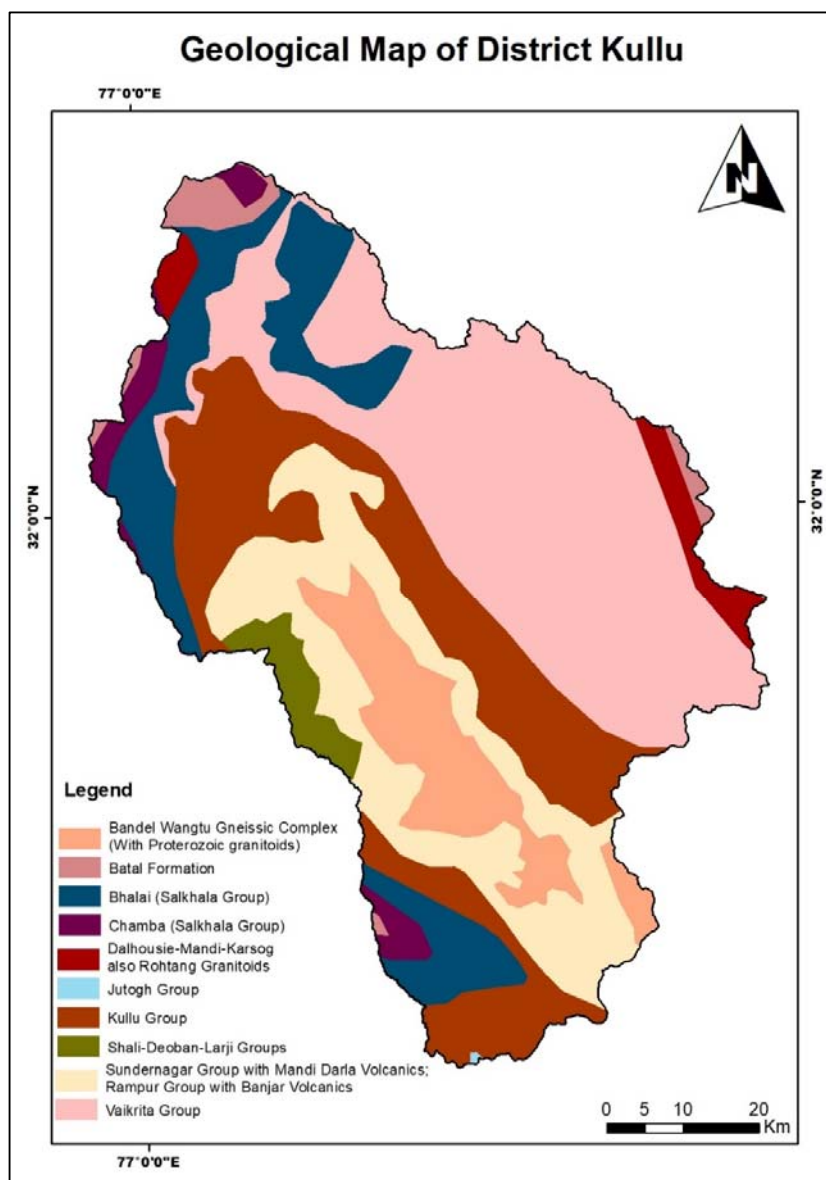 Geological Map of District Kullu
77°0'0"E
N
32°0'0"N
32°0'0"N
Legend
Bandel Wangtu Gneissic Complex
(With Proterozoic granitoids)
Batal Formation
Bhalai (Salkhala Group)
Chamba (Salkhala Group)
Dalhousie-Mandi-Karsog
also Rohtang Granitoids
Jutogh Group
Kullu Group
Shali-Deoban-Larji Groups
Sundernagar Group with Mandi Darla Volcanics;
Rampur Group with Banjar Volcanics
Vaikrita Group
0 5 10 20
Km
77°0'0"E